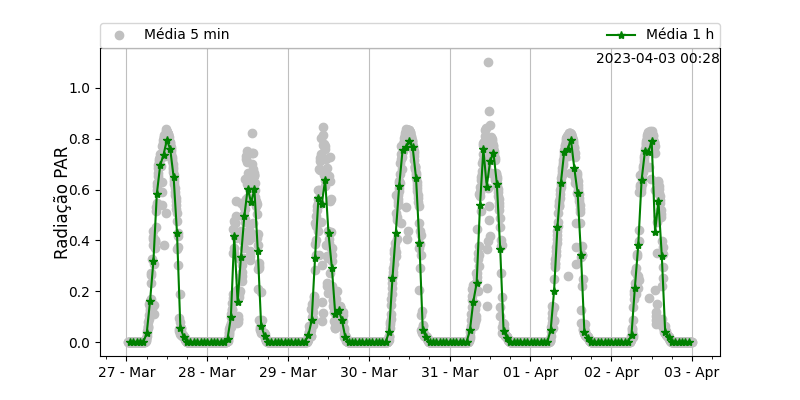 Média 5 min
Média 1 h
2023-04-03 00:28
Radiação PAR
1.0
0.8
0.6
0.4
0.2
0.0
27 - Mar
28 - Mar
29 - Mar
30 - Mar
31 - Mar
01 - Apr
02 - Apr
03 - Apr